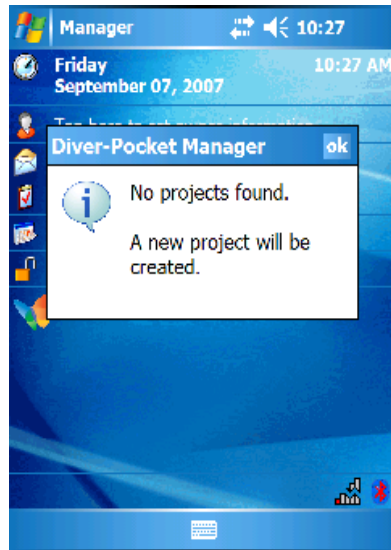 Manager
10:27
Friday
10:27 AM
September 07, 2007
Diver-Pocket Manager
ok
No projects found.
A new project will be
created.